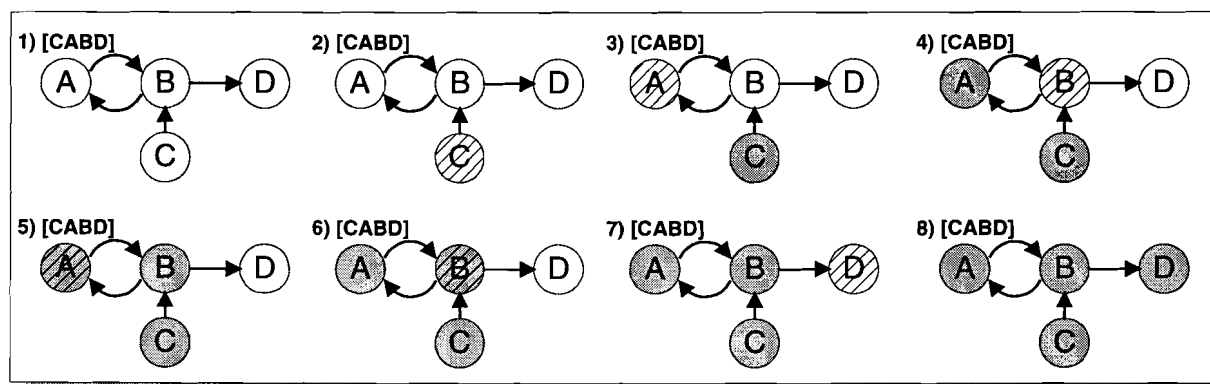 1) [CABD]
2) [CABD]
3) [CABD]
4) [CABD]
A B D
A B D
A B D
A B D
C
C
C
C
5) [CABD]
6) [CABD]
7) [CABD]
8) [CABD]
A B D
A B D
A B D
A B D
C
C
C
C